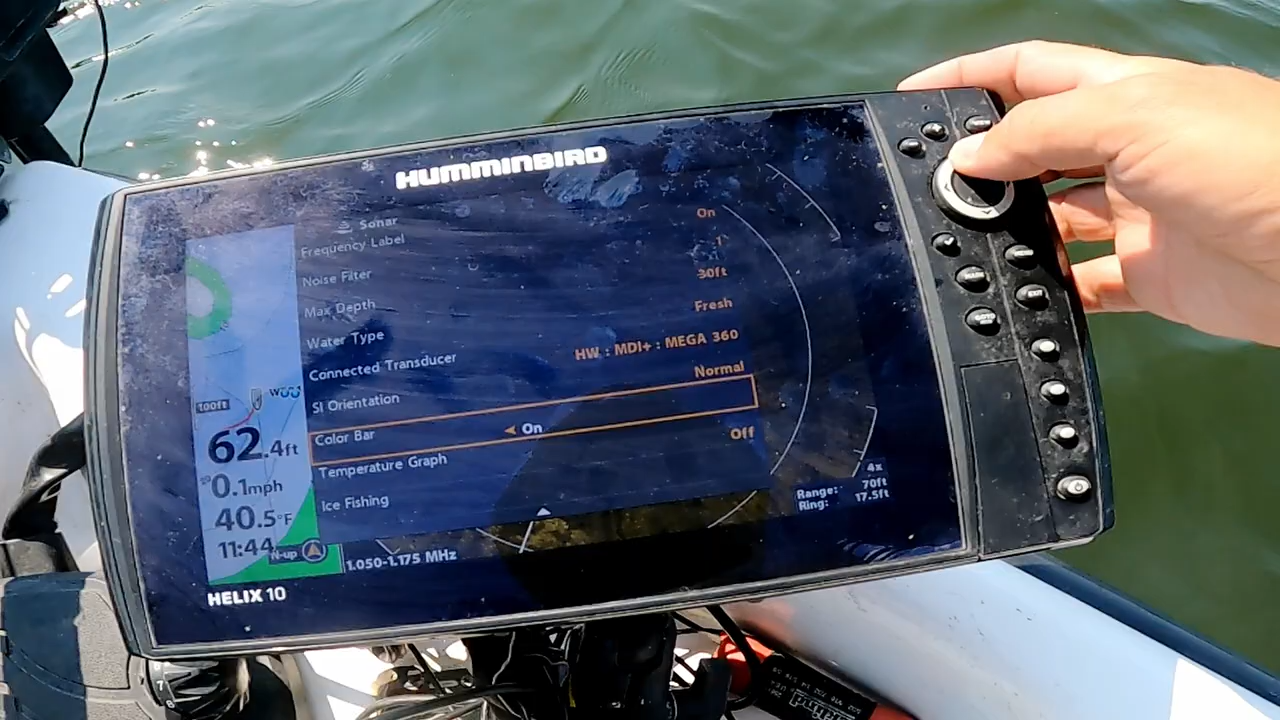 HUMMINBIRD
Sonar
Frequency Label On
Noise Filter 1
Max Depth 30ft
Water Type Fresh
Connected Transducer HW : MDI+ : MEGA 360
SI Orientation Normal
Color Bar On
Temperature Graph Off
Ice Fishing
100ft
62.4ft
0.1mph
40.5°F
11:44
N-up
1.050-1.175 MHz
4x
Range: 70ft
Ring: 17.5ft
HELIX 10
EXIT